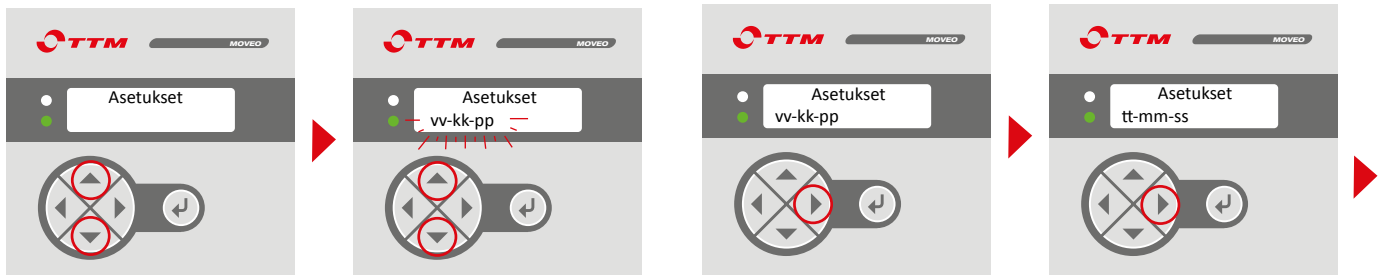 TTM MOVEO
Asetukset
TTM MOVEO
Asetukset
vv-kk-pp
TTM MOVEO
Asetukset
vv-kk-pp
TTM MOVEO
Asetukset
tt-mm-ss